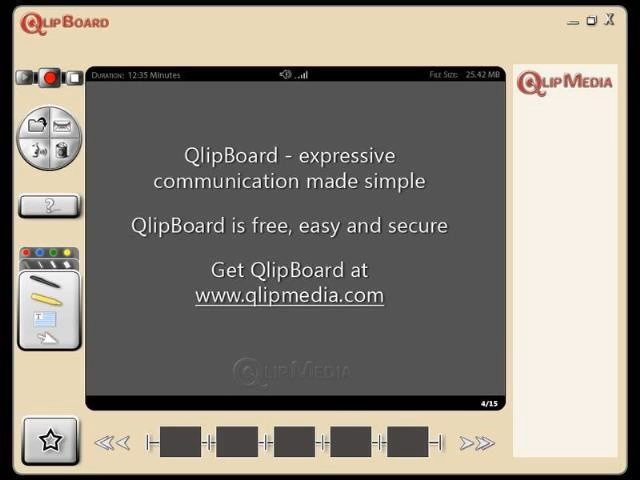 QLIPBOARD
X
DURATION: 12:35 Minutes
FILE SIZE: 25.42 MB
QLIPMEDIA
QlipBoard - expressive
communication made simple
QlipBoard is free, easy and secure
?
Get QlipBoard at
www.qlipmedia.com
QLIPMEDIA
4/15